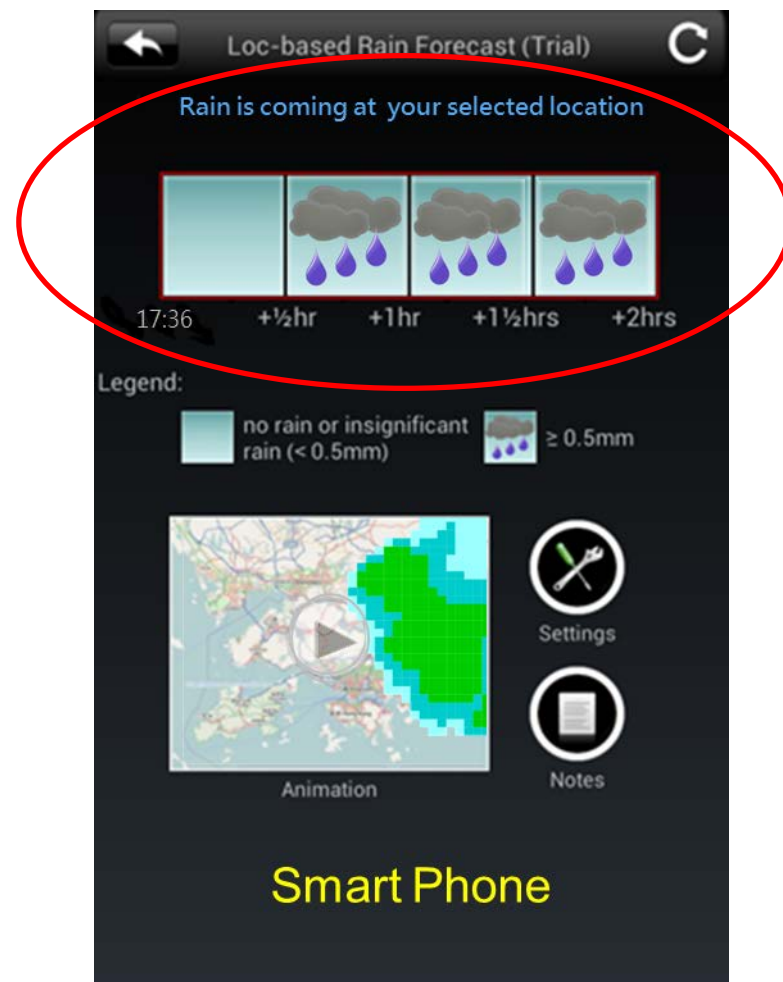 Loc-based Rain Forecast (Trial)
Rain is coming at your selected location
17:36 +½hr +1hr +1½hrs +2hrs
Legend:
no rain or insignificant
rain (< 0.5mm)
≥ 0.5mm
Settings
Notes
Animation
Smart Phone